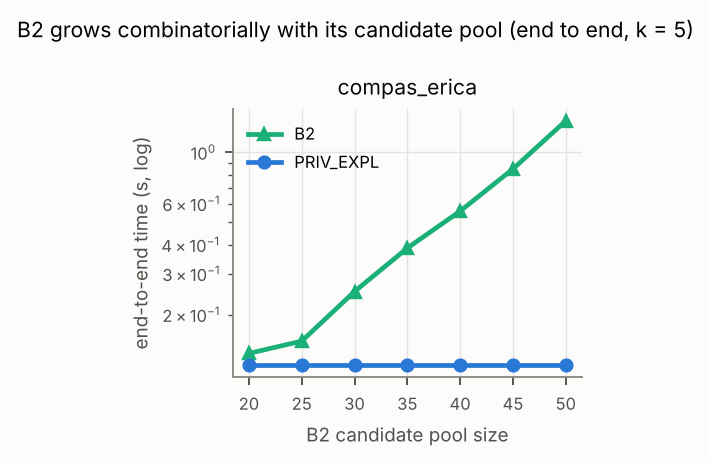 B2 grows combinatorially with its candidate pool (end to end, k = 5)
compas_erica
B2
PRIV_EXPL
end-to-end time (s, log)
10⁰
6 × 10⁻¹
4 × 10⁻¹
3 × 10⁻¹
2 × 10⁻¹
20 25 30 35 40 45 50
B2 candidate pool size